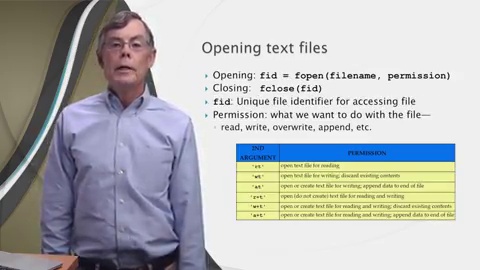 Opening text files
Opening: fid = fopen(filename, permission)
Closing: fclose(fid)
fid: Unique file identifier for accessing file
Permission: what we want to do with the file—
read, write, overwrite, append, etc.
2ND ARGUMENT PERMISSION
'rt' open text file for reading
'wt' open text file for writing; discard existing contents
'at' open or create text file for writing; append data to end of file
'r+t' open (do not create) text file for reading and writing
'w+t' open or create text file for reading and writing; discard existing contents
'a+t' open or create text file for reading and writing; append data to end of file